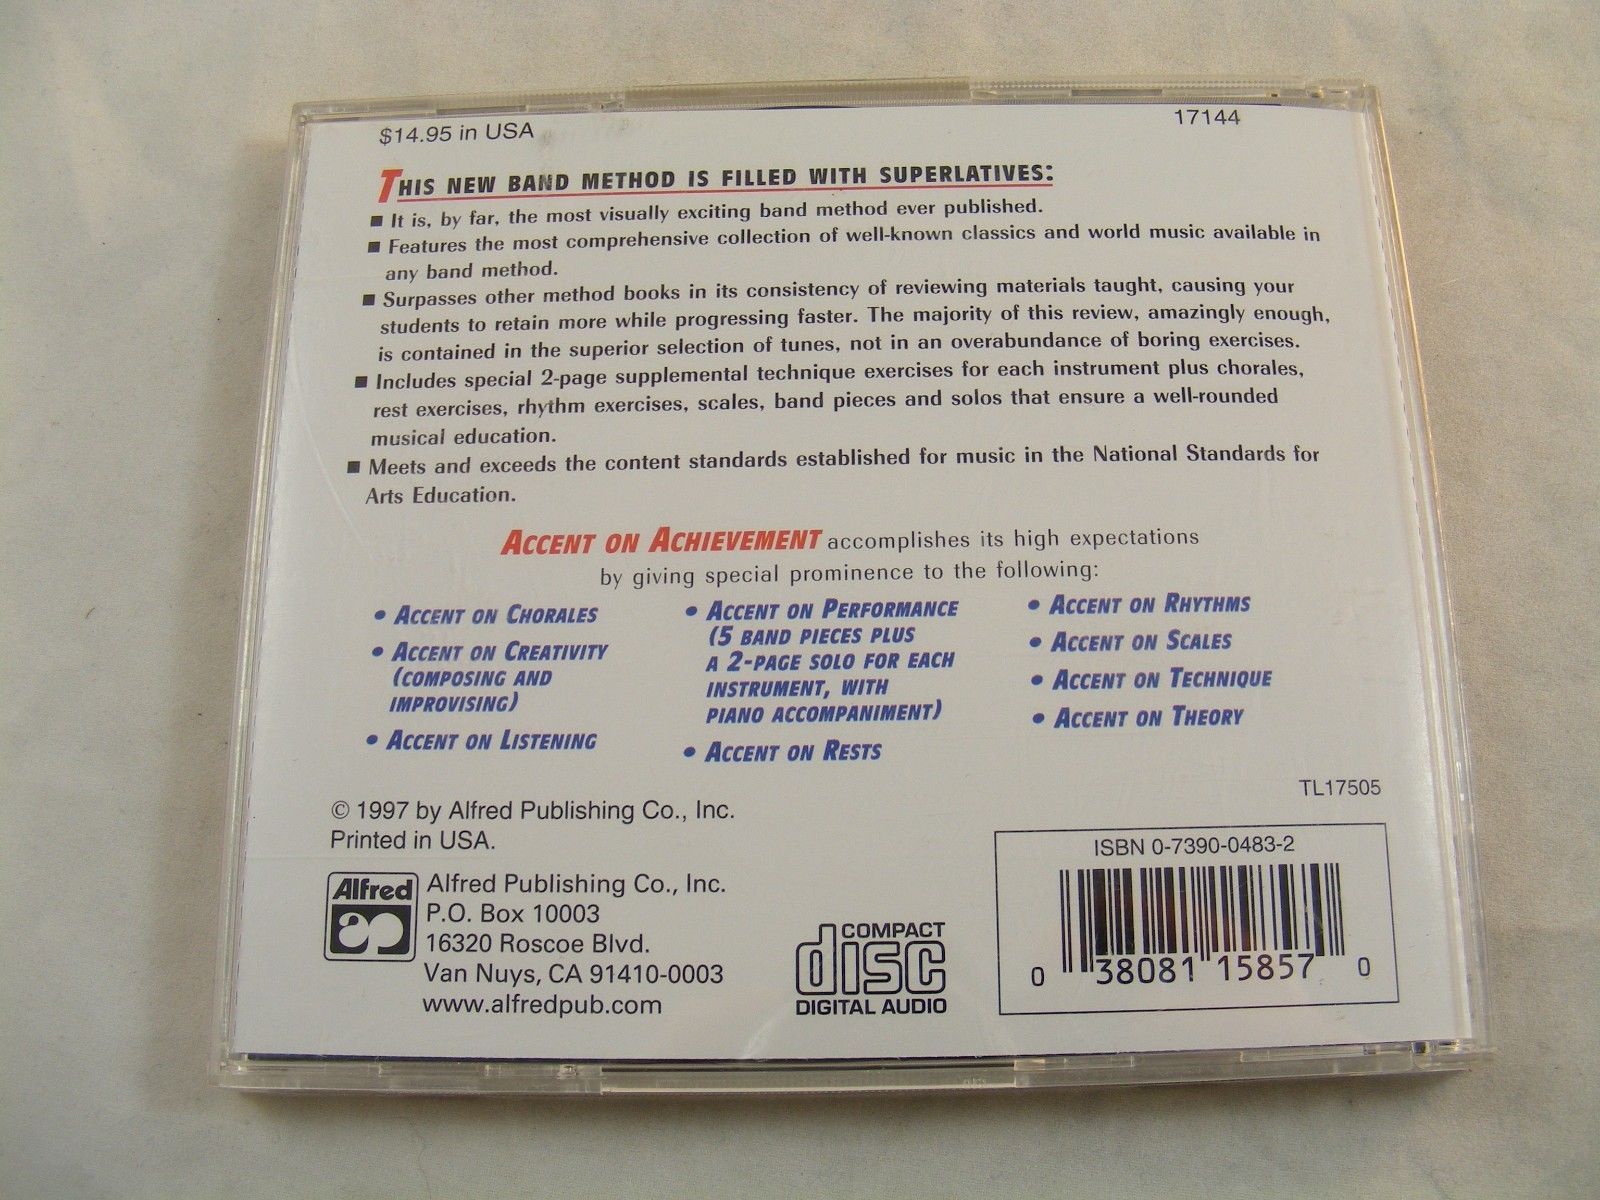 $14.95 in USA
17144
THIS NEW BAND METHOD IS FILLED WITH SUPERLATIVES:
■ It is, by far, the most visually exciting band method ever published.
■ Features the most comprehensive collection of well-known classics and world music available in
any band method.
■ Surpasses other method books in its consistency of reviewing materials taught, causing your
students to retain more while progressing faster. The majority of this review, amazingly enough,
is contained in the superior selection of tunes, not in an overabundance of boring exercises.
■ Includes special 2-page supplemental technique exercises for each instrument plus chorales,
rest exercises, rhythm exercises, scales, band pieces and solos that ensure a well-rounded
musical education.
■ Meets and exceeds the content standards established for music in the National Standards for
Arts Education.
ACCENT ON ACHIEVEMENT accomplishes its high expectations
by giving special prominence to the following:
• ACCENT ON CHORALES
• ACCENT ON CREATIVITY
(COMPOSING AND
IMPROVISING)
• ACCENT ON LISTENING
• ACCENT ON PERFORMANCE
(5 BAND PIECES PLUS
A 2-PAGE SOLO FOR EACH
INSTRUMENT, WITH
PIANO ACCOMPANIMENT)
• ACCENT ON RESTS
• ACCENT ON RHYTHMS
• ACCENT ON SCALES
• ACCENT ON TECHNIQUE
• ACCENT ON THEORY
TL17505
© 1997 by Alfred Publishing Co., Inc.
Printed in USA.
Alfred
Alfred Publishing Co., Inc.
P.O. Box 10003
16320 Roscoe Blvd.
Van Nuys, CA 91410-0003
www.alfredpub.com
COMPACT
disc
DIGITAL AUDIO
ISBN 0-7390-0483-2
0 38081 15857 0